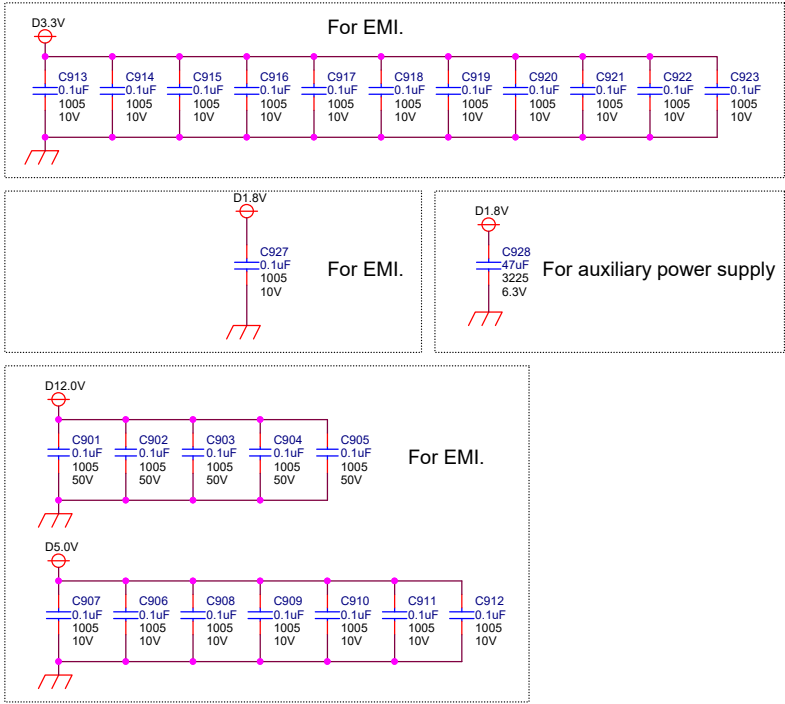 For EMI.
D3.3V
C913 C914 C915 C916 C917 C918 C919 C920 C921 C922 C923
0.1uF 0.1uF 0.1uF 0.1uF 0.1uF 0.1uF 0.1uF 0.1uF 0.1uF 0.1uF 0.1uF
1005 1005 1005 1005 1005 1005 1005 1005 1005 1005 1005
10V 10V 10V 10V 10V 10V 10V 10V 10V 10V 10V
D1.8V
C927
0.1uF
1005
10V
For EMI.
D1.8V
C928
47uF
3225
6.3V
For auxiliary power supply
D12.0V
C901 C902 C903 C904 C905
0.1uF 0.1uF 0.1uF 0.1uF 0.1uF
1005 1005 1005 1005 1005
50V 50V 50V 50V 50V
For EMI.
D5.0V
C907 C906 C908 C909 C910 C911 C912
0.1uF 0.1uF 0.1uF 0.1uF 0.1uF 0.1uF 0.1uF
1005 1005 1005 1005 1005 1005 1005
10V 10V 10V 10V 10V 10V 10V